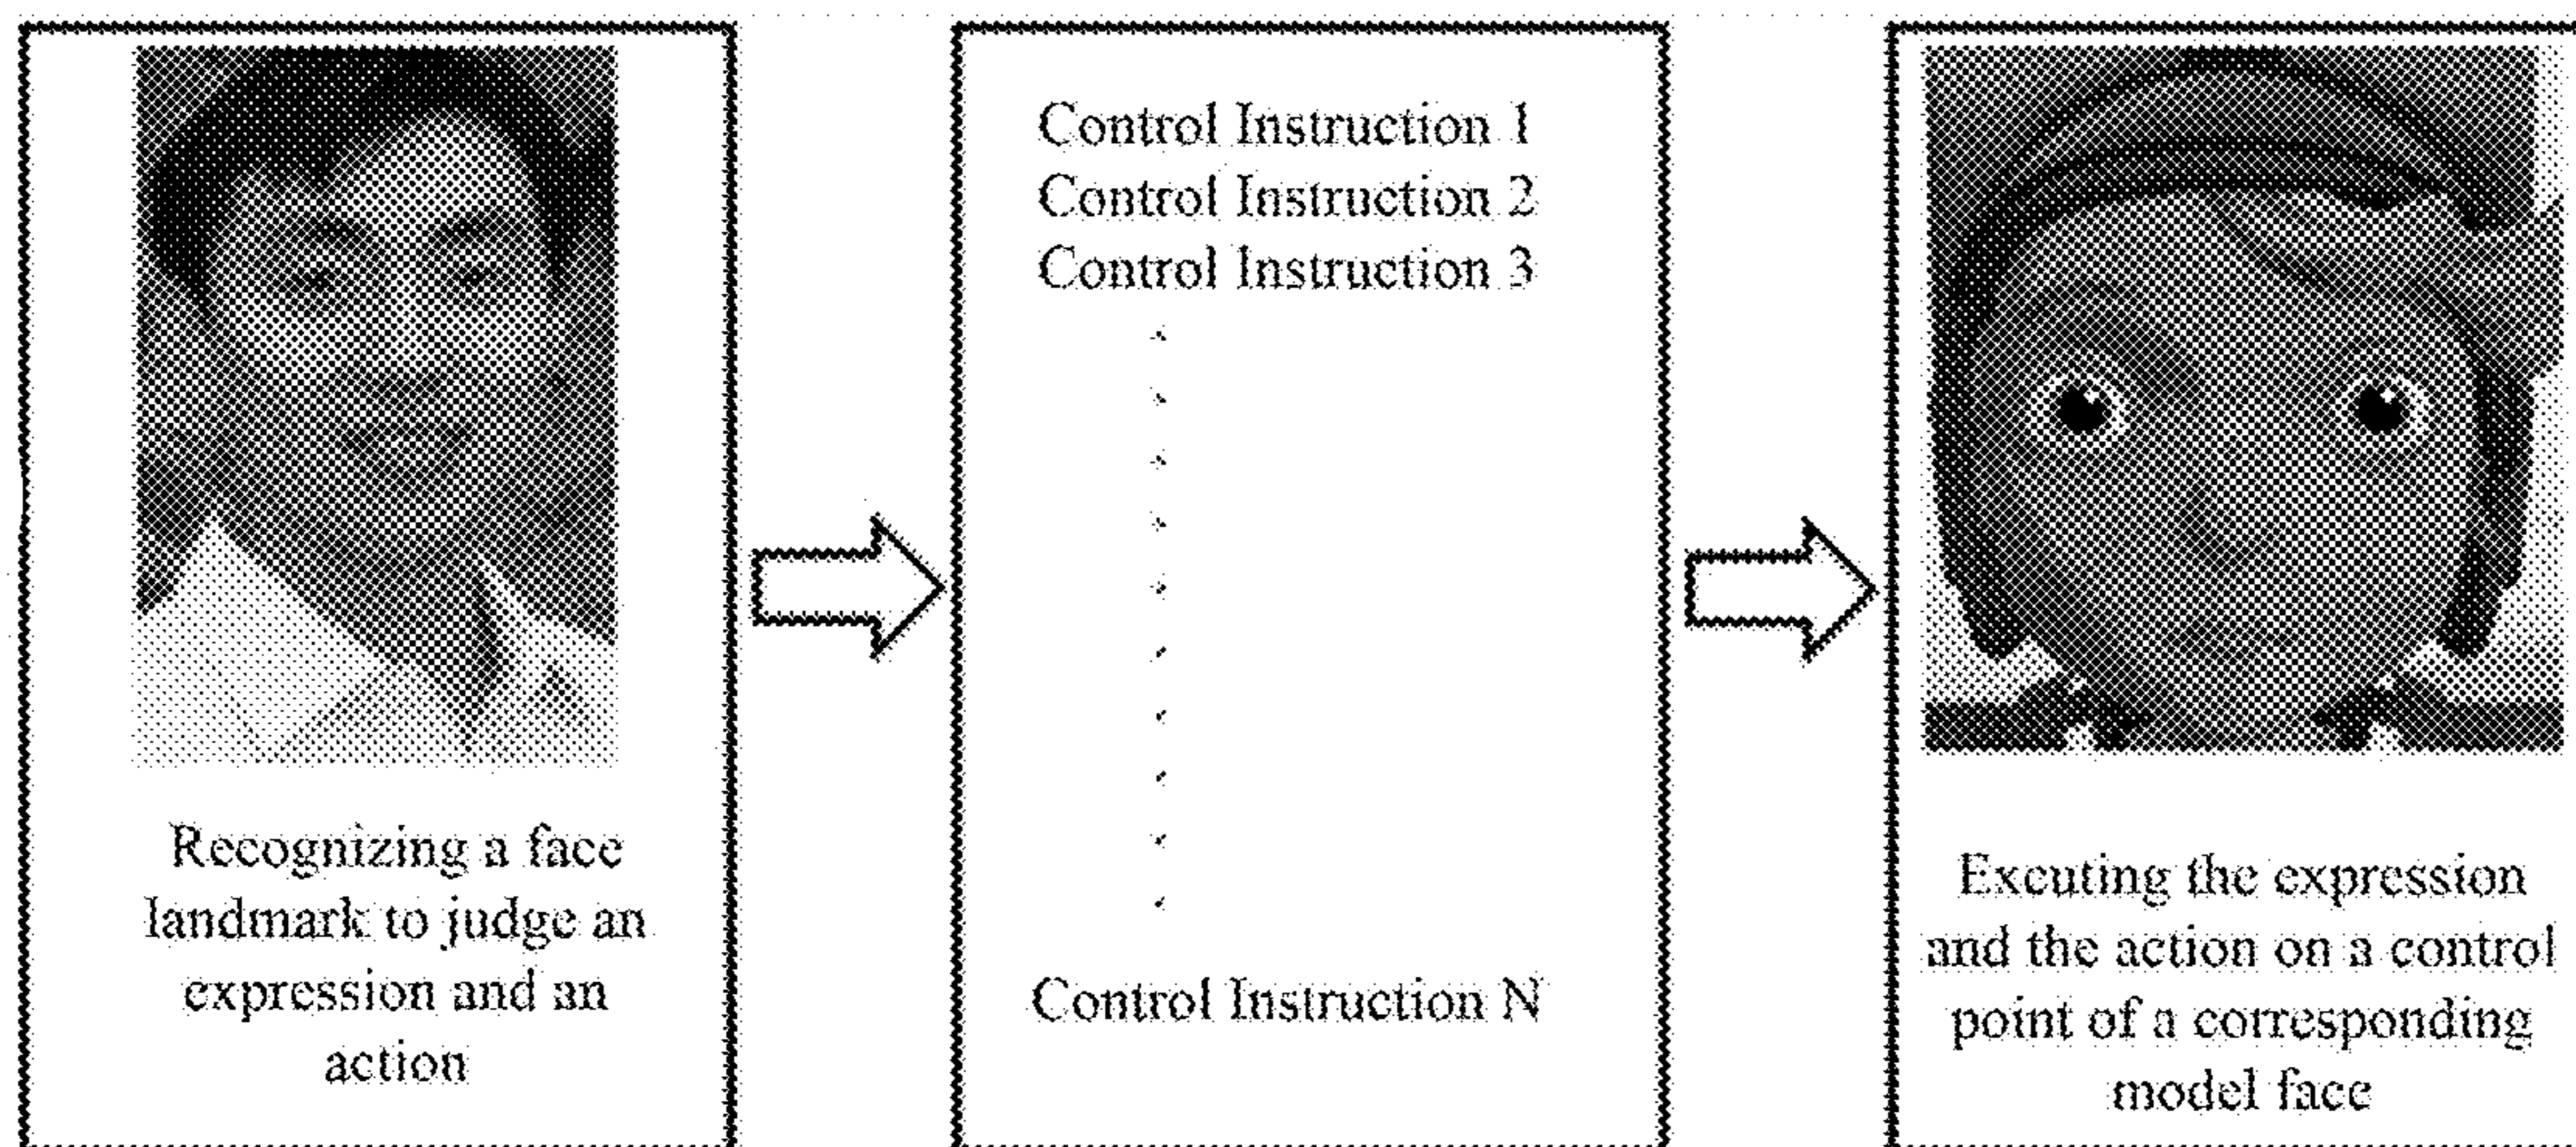 Recognizing a face
landmark to judge an
expression and an
action
Control Instruction 1
Control Instruction 2
Control Instruction 3
Control Instruction N
Excuting the expression
and the action on a control
point of a corresponding
model face